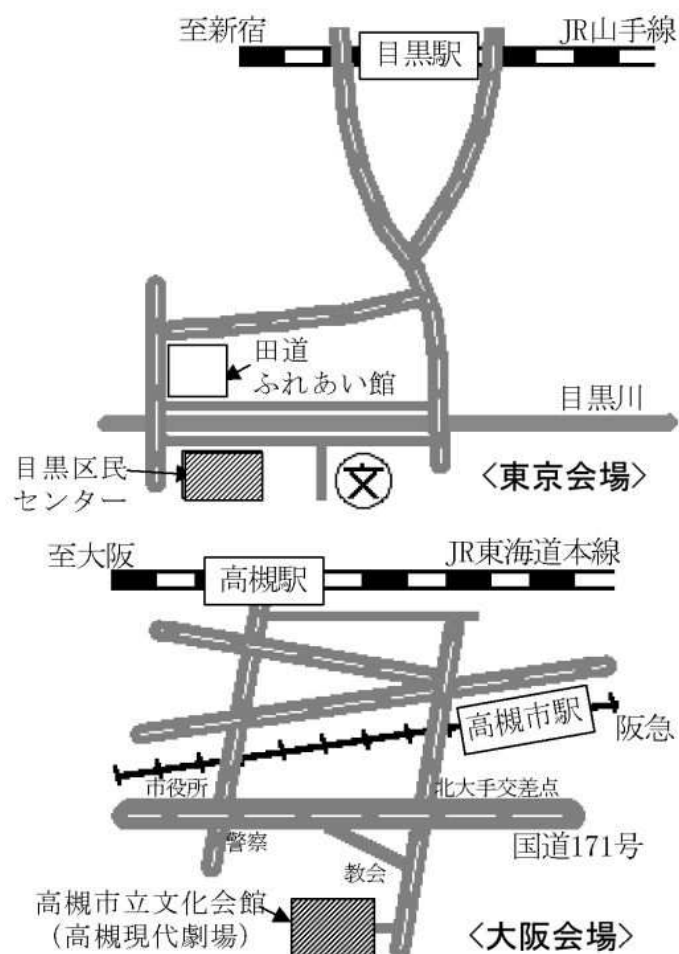 至新宿
JR山手線
目黒駅
田道
ふれあい館
目黒川
目黒区民
センター
文
<東京会場>
至大阪
JR東海道本線
高槻駅
高槻市駅
阪急
市役所
北大手交差点
警察
国道171号
教会
高槻市立文化会館
(高槻現代劇場)
<大阪会場>